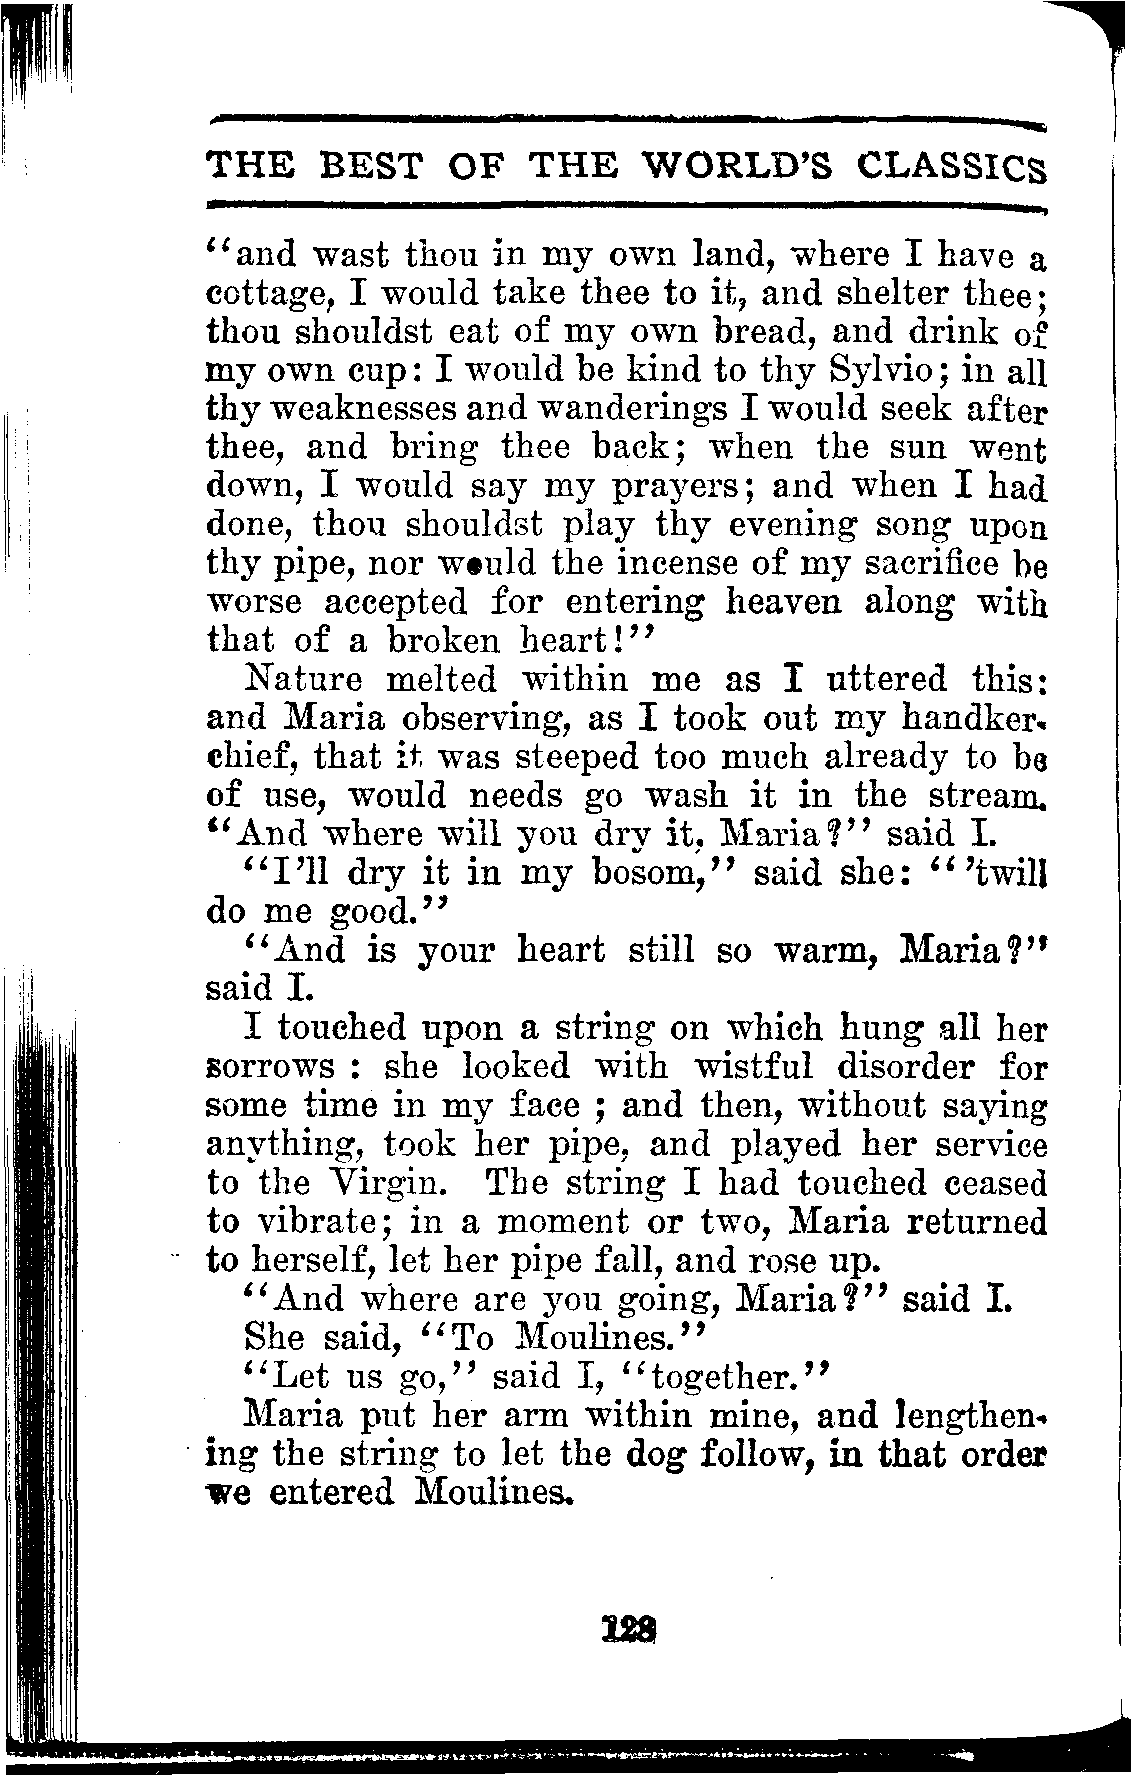 THE BEST OF THE WORLD'S CLASSICS
“and wast thou in my own land, where I have a
cottage, I would take thee to it, and shelter thee;
thou shouldst eat of my own bread, and drink of
my own cup: I would be kind to thy Sylvio; in all
thy weaknesses and wanderings I would seek after
thee, and bring thee back; when the sun went
down, I would say my prayers; and when I had
done, thou shouldst play thy evening song upon
thy pipe, nor would the incense of my sacrifice be
worse accepted for entering heaven along with
that of a broken heart!”
Nature melted within me as I uttered this:
and Maria observing, as I took out my handker-
chief, that it was steeped too much already to be
of use, would needs go wash it in the stream.
“And where will you dry it, Maria?” said I.
“I'll dry it in my bosom,” said she: “'twill
do me good.”
“And is your heart still so warm, Maria?”
said I.
I touched upon a string on which hung all her
sorrows : she looked with wistful disorder for
some time in my face ; and then, without saying
anything, took her pipe, and played her service
to the Virgin. The string I had touched ceased
to vibrate; in a moment or two, Maria returned
to herself, let her pipe fall, and rose up.
“And where are you going, Maria?” said I.
She said, “To Moulines.”
“Let us go,” said I, “together.”
Maria put her arm within mine, and lengthen-
ing the string to let the dog follow, in that order
we entered Moulines.
128